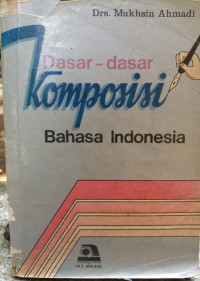 Drs. Mukhsin Ahmadi
Dasar-dasar
Komposisi
Bahasa Indonesia